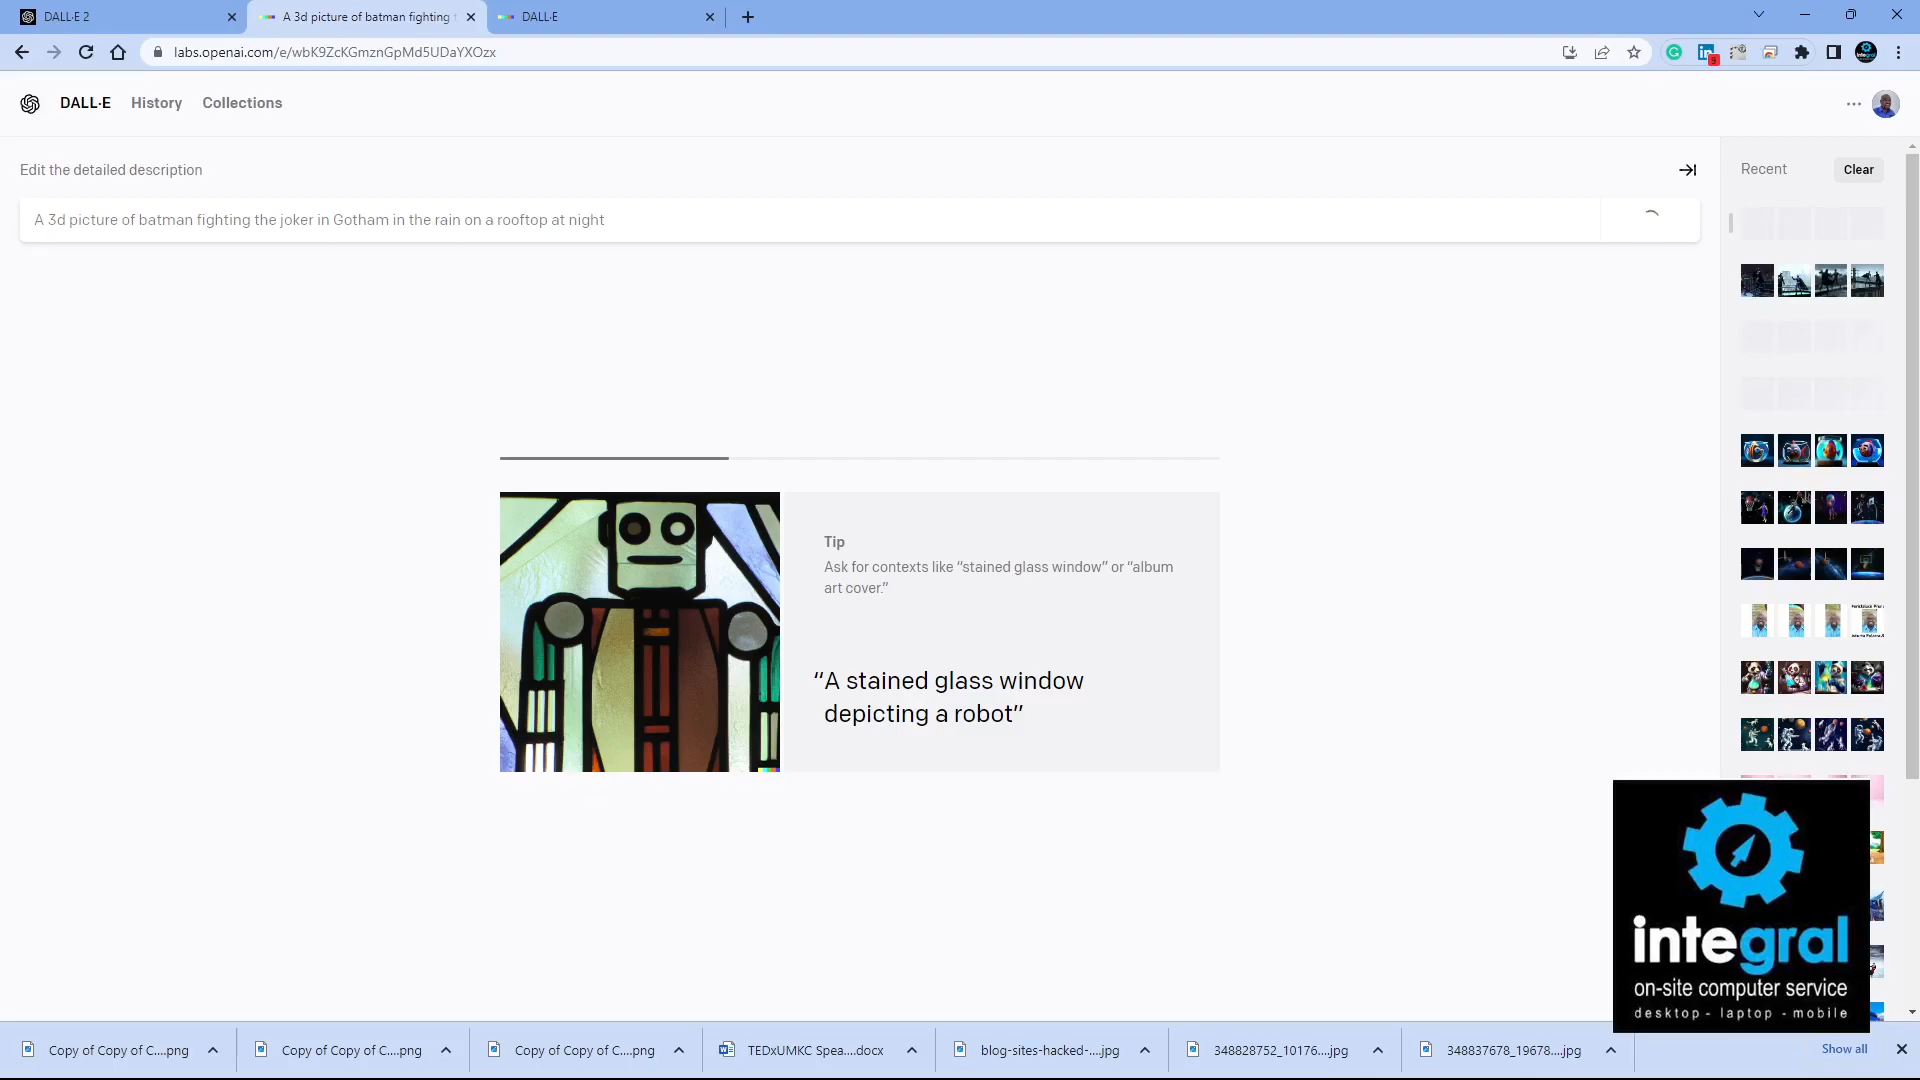 DALL·E 2
A 3d picture of batman fighting
DALL·E
labs.openai.com/e/wbK9ZcKGmznGpMd5UDaYXOzx
9
DALL·E History Collections
Edit the detailed description
Recent
Clear
A 3d picture of batman fighting the joker in Gotham in the rain on a rooftop at night
Tip
Ask for contexts like “stained glass window” or “album
art cover.”
“A stained glass window
depicting a robot”
integral
on-site computer service
desktop - laptop - mobile
Copy of Copy of C....png
Copy of Copy of C....png
Copy of Copy of C....png
TEDxUMKC Spea....docx
blog-sites-hacked-....jpg
348828752_10176....jpg
348837678_19678....jpg
Show all